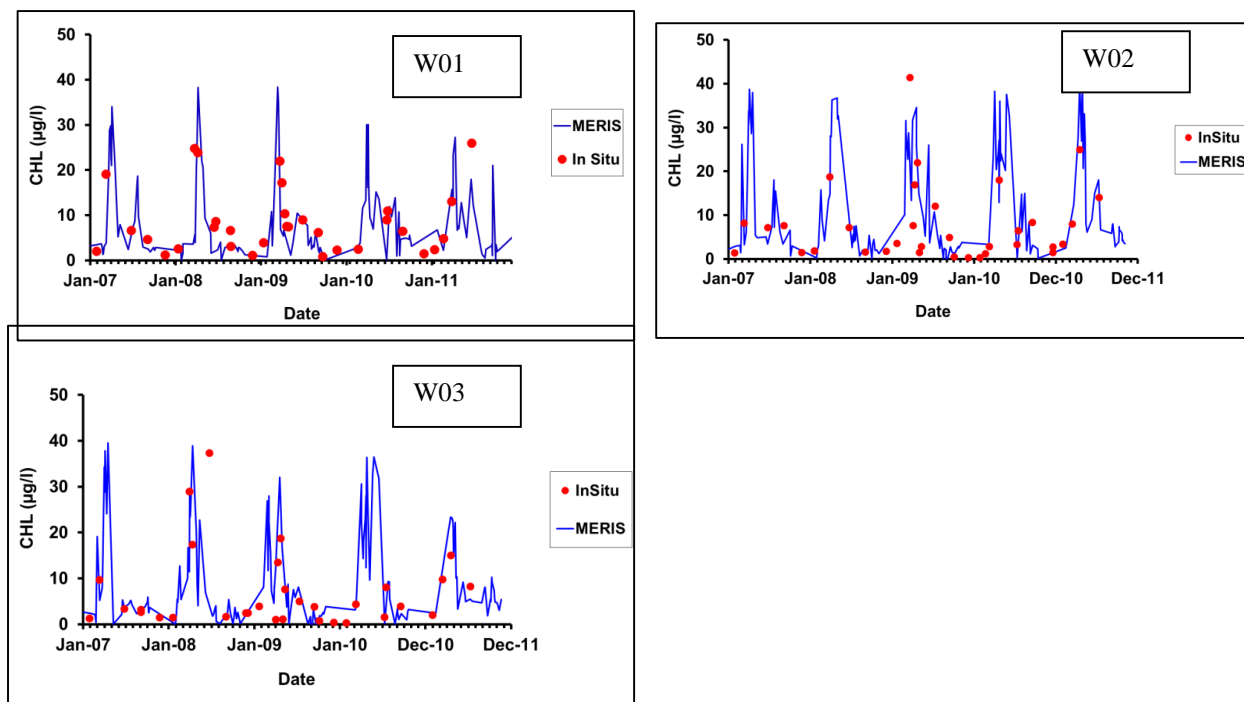 W01
50
40
30
20
10
0
CHL (µg/l)
Jan-07 Jan-08 Jan-09 Jan-10 Jan-11
Date
MERIS
In Situ
W02
50
40
30
20
10
0
CHL (µg/l)
Jan-07 Jan-08 Jan-09 Jan-10 Dec-10 Dec-11
Date
InSitu
MERIS
W03
50
40
30
20
10
0
CHL (µg/l)
Jan-07 Jan-08 Jan-09 Jan-10 Dec-10 Dec-11
Date
InSitu
MERIS